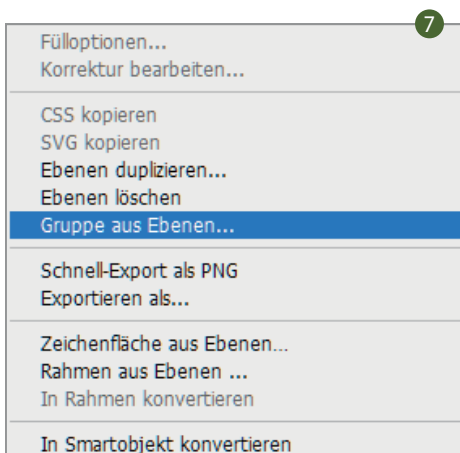 7
Fülloptionen...
Korrektur bearbeiten...
CSS kopieren
SVG kopieren
Ebenen duplizieren...
Ebenen löschen
Gruppe aus Ebenen...
Schnell-Export als PNG
Exportieren als...
Zeichenfläche aus Ebenen...
Rahmen aus Ebenen ...
In Rahmen konvertieren
In Smartobjekt konvertieren